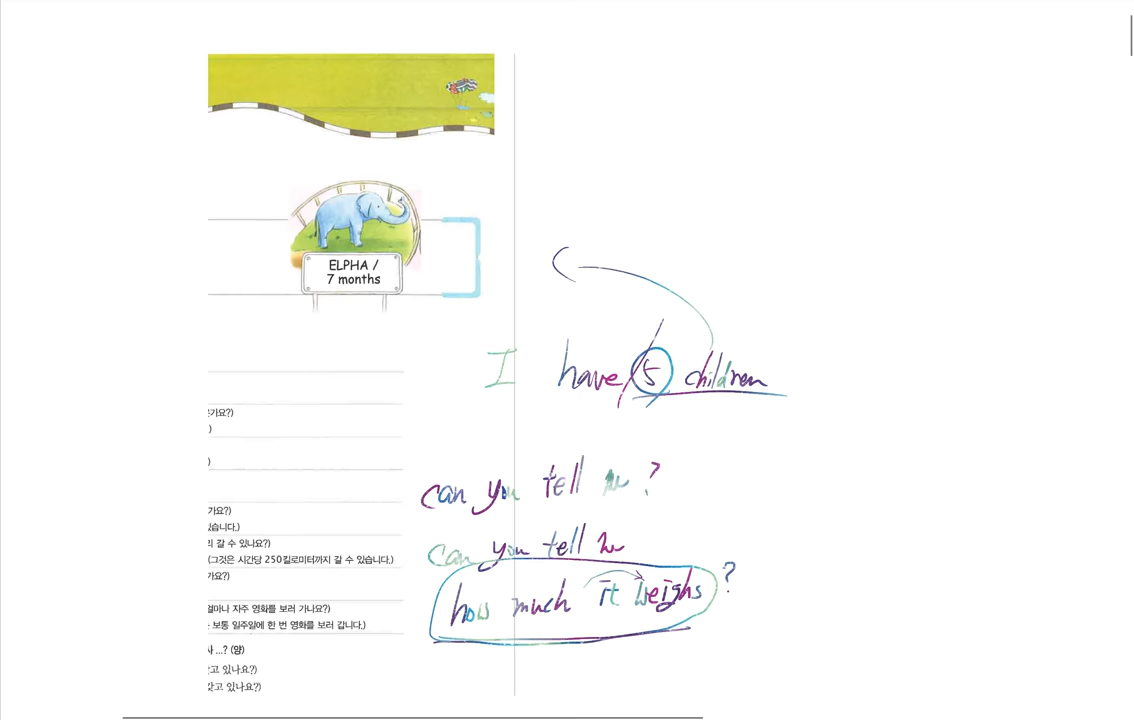 ELPHA /
7 months
I have 5 children
가요?)
)
)
가요?)
있습니다.)
리 갈 수 있나요?)
(그것은 시간당 250킬로미터까지 갈 수 있습니다.)
가요?)
얼마나 자주 영화를 보러 가나요?)
보통 일주일에 한 번 영화를 보러 갑니다.)
사 ...? (양)
갖고 있나요?)
갖고 있나요?)
can you tell ?
can you tell
how much it weighs ?